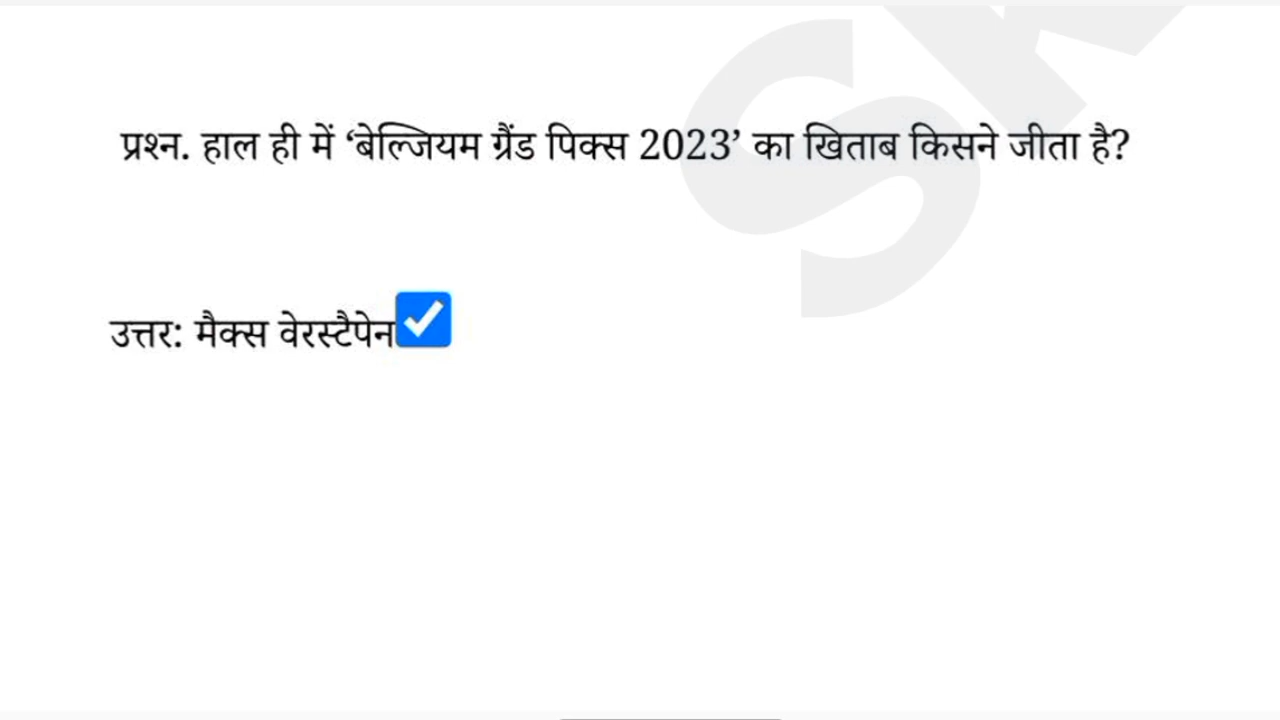 प्रश्न. हाल ही में ‘बेल्जियम ग्रैंड पिक्स 2023’ का खिताब किसने जीता है?
उत्तर: मैक्स वेरस्टैपेन